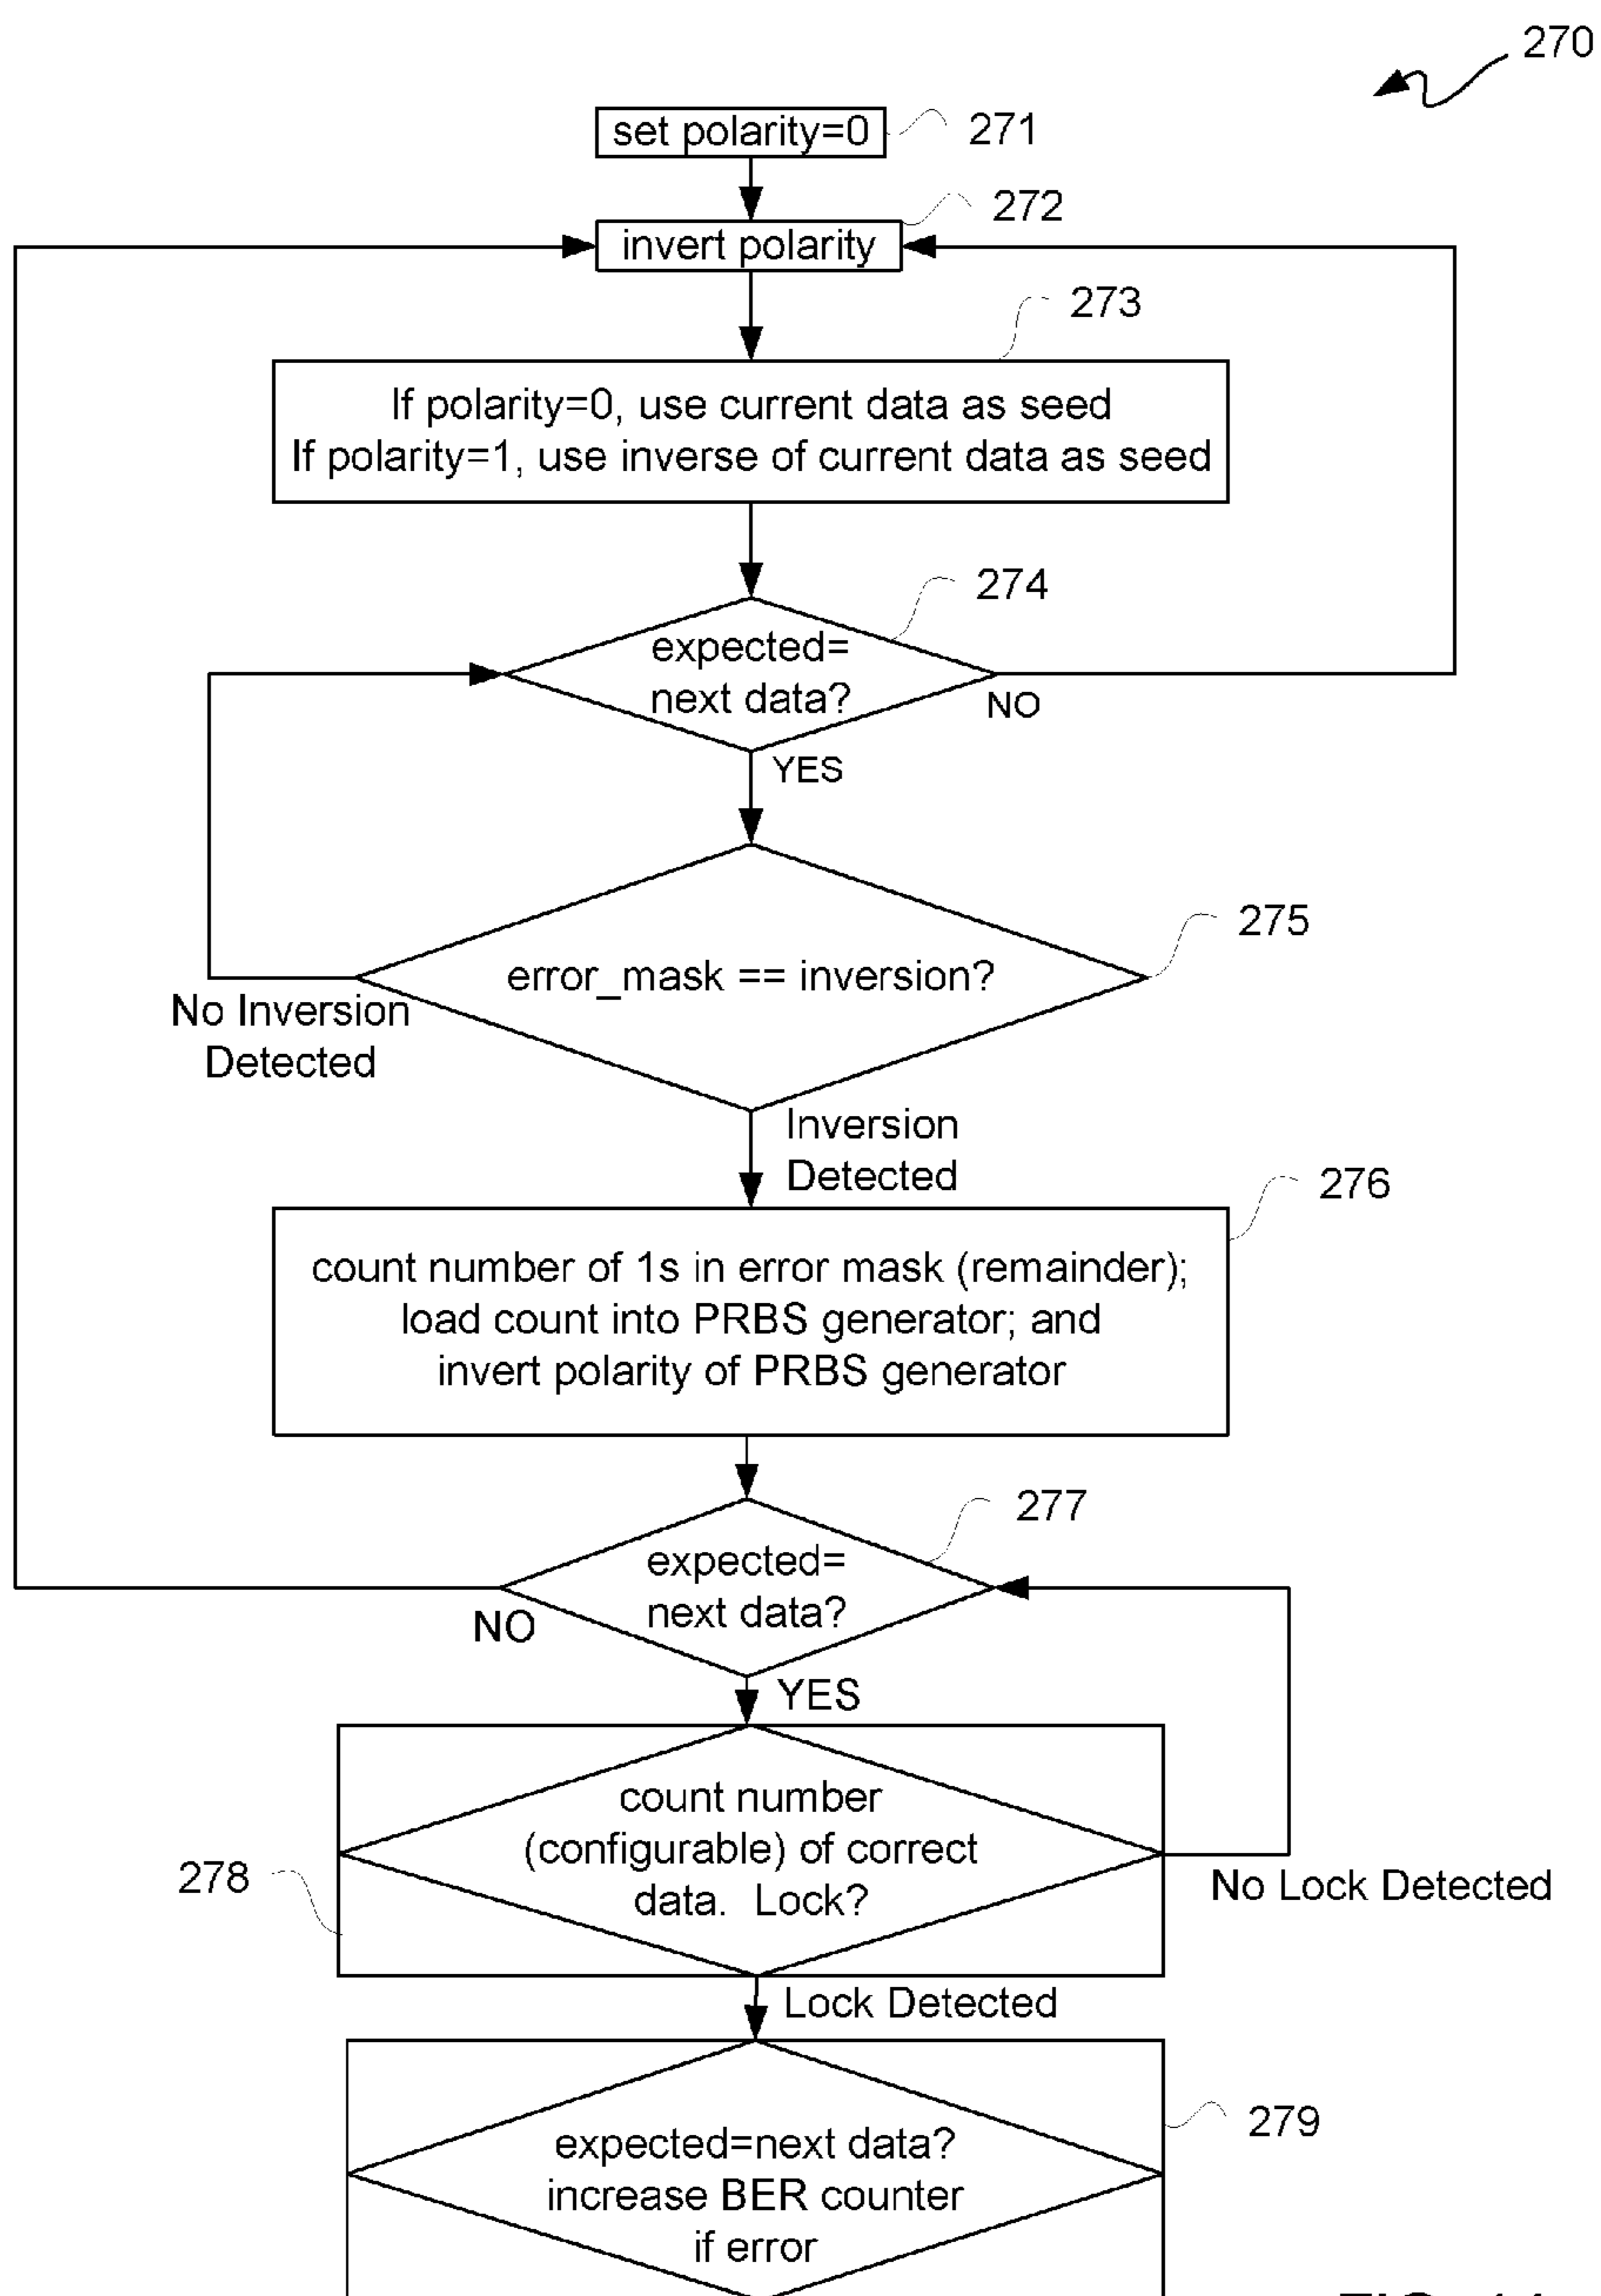 270
set polarity=0
271
272
invert polarity
273
If polarity=0, use current data as seed
If polarity=1, use inverse of current data as seed
274
expected=
next data?
NO
YES
275
error_mask == inversion?
No Inversion
Detected
Inversion
Detected
276
count number of 1s in error mask (remainder);
load count into PRBS generator; and
invert polarity of PRBS generator
277
expected=
next data?
NO
YES
count number
(configurable) of correct
data. Lock?
278
No Lock Detected
Lock Detected
279
expected=next data?
increase BER counter
if error